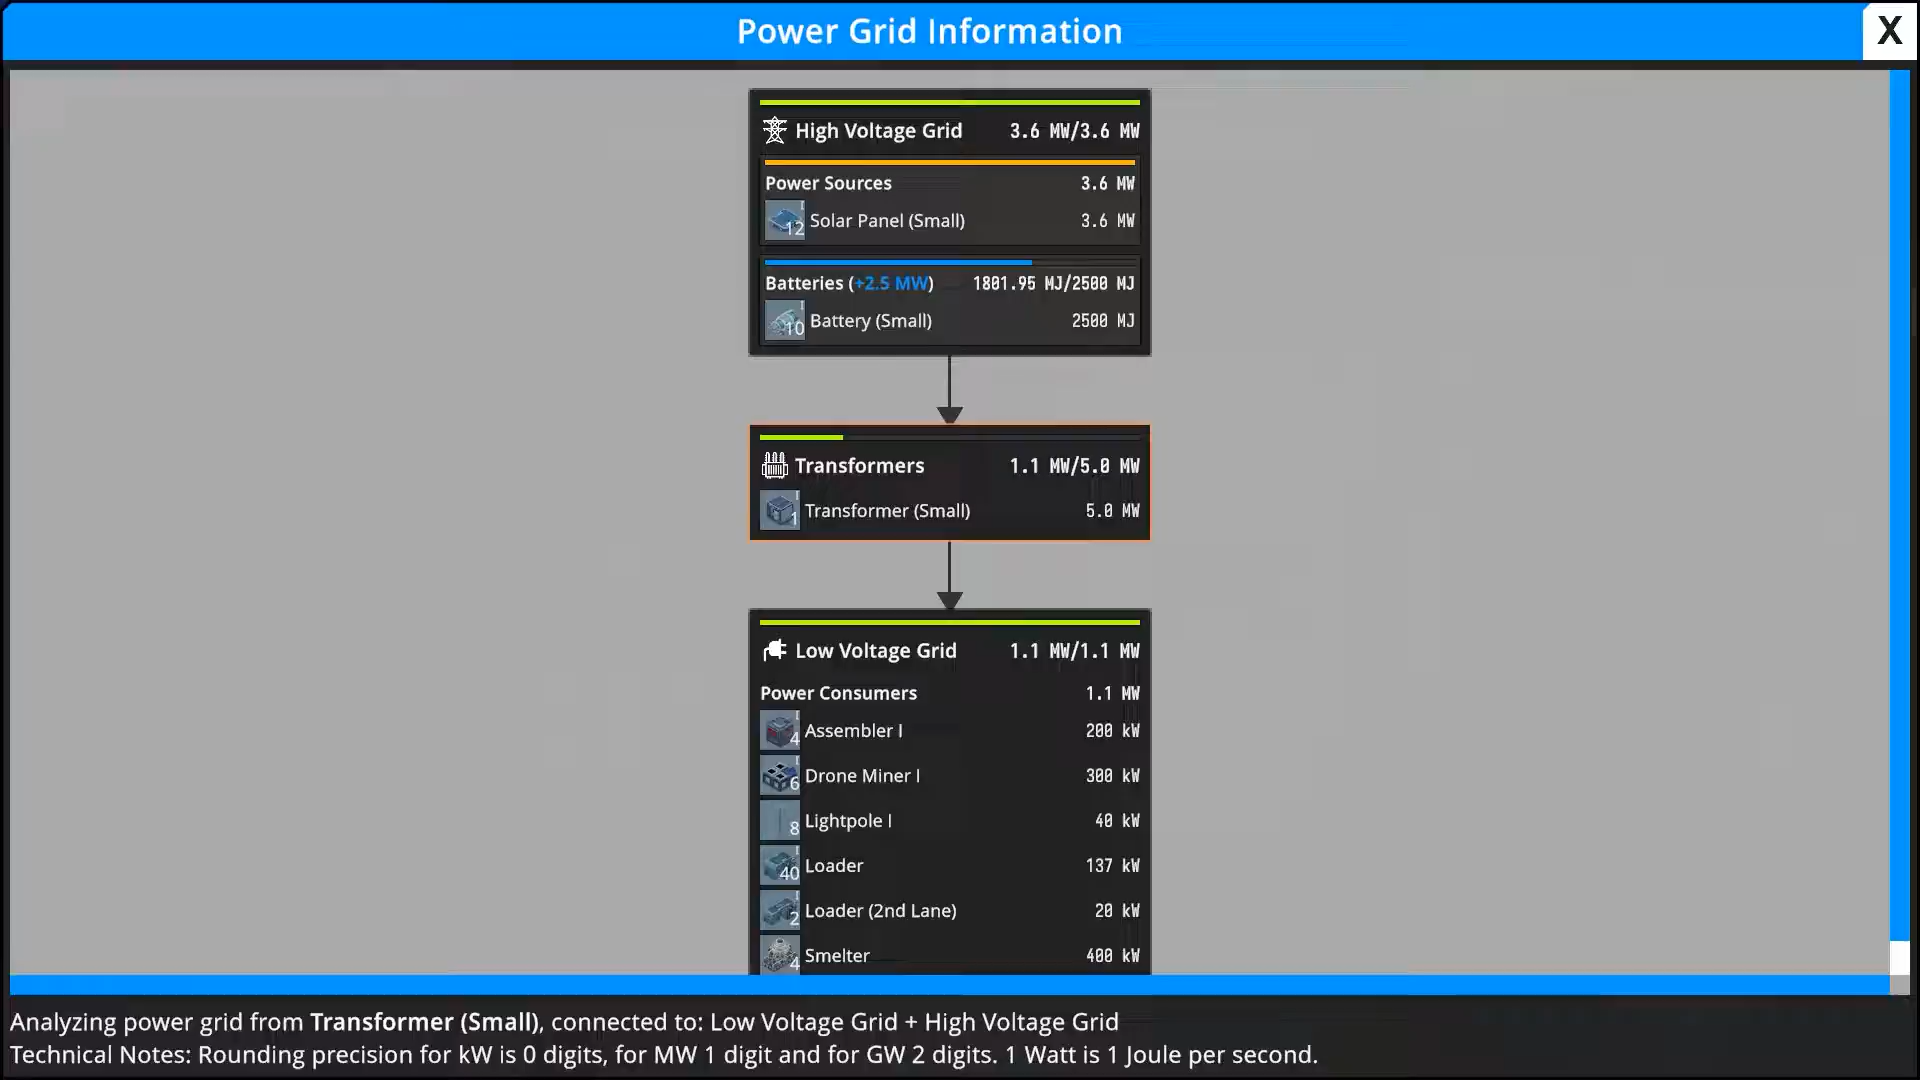 Power Grid Information X
High Voltage Grid 3.6 MW/3.6 MW
Power Sources 3.6 MW
I 12 Solar Panel (Small) 3.6 MW
Batteries (+2.5 MW) 1801.95 MJ/2500 MJ
I 10 Battery (Small) 2500 MJ
Transformers 1.1 MW/5.0 MW
I 1 Transformer (Small) 5.0 MW
Low Voltage Grid 1.1 MW/1.1 MW
Power Consumers 1.1 MW
I 4 Assembler I 200 kW
I 6 Drone Miner I 300 kW
I 8 Lightpole I 40 kW
I 40 Loader 137 kW
I 2 Loader (2nd Lane) 20 kW
I 4 Smelter 400 kW
Analyzing power grid from Transformer (Small), connected to: Low Voltage Grid + High Voltage Grid
Technical Notes: Rounding precision for kW is 0 digits, for MW 1 digit and for GW 2 digits. 1 Watt is 1 Joule per second.